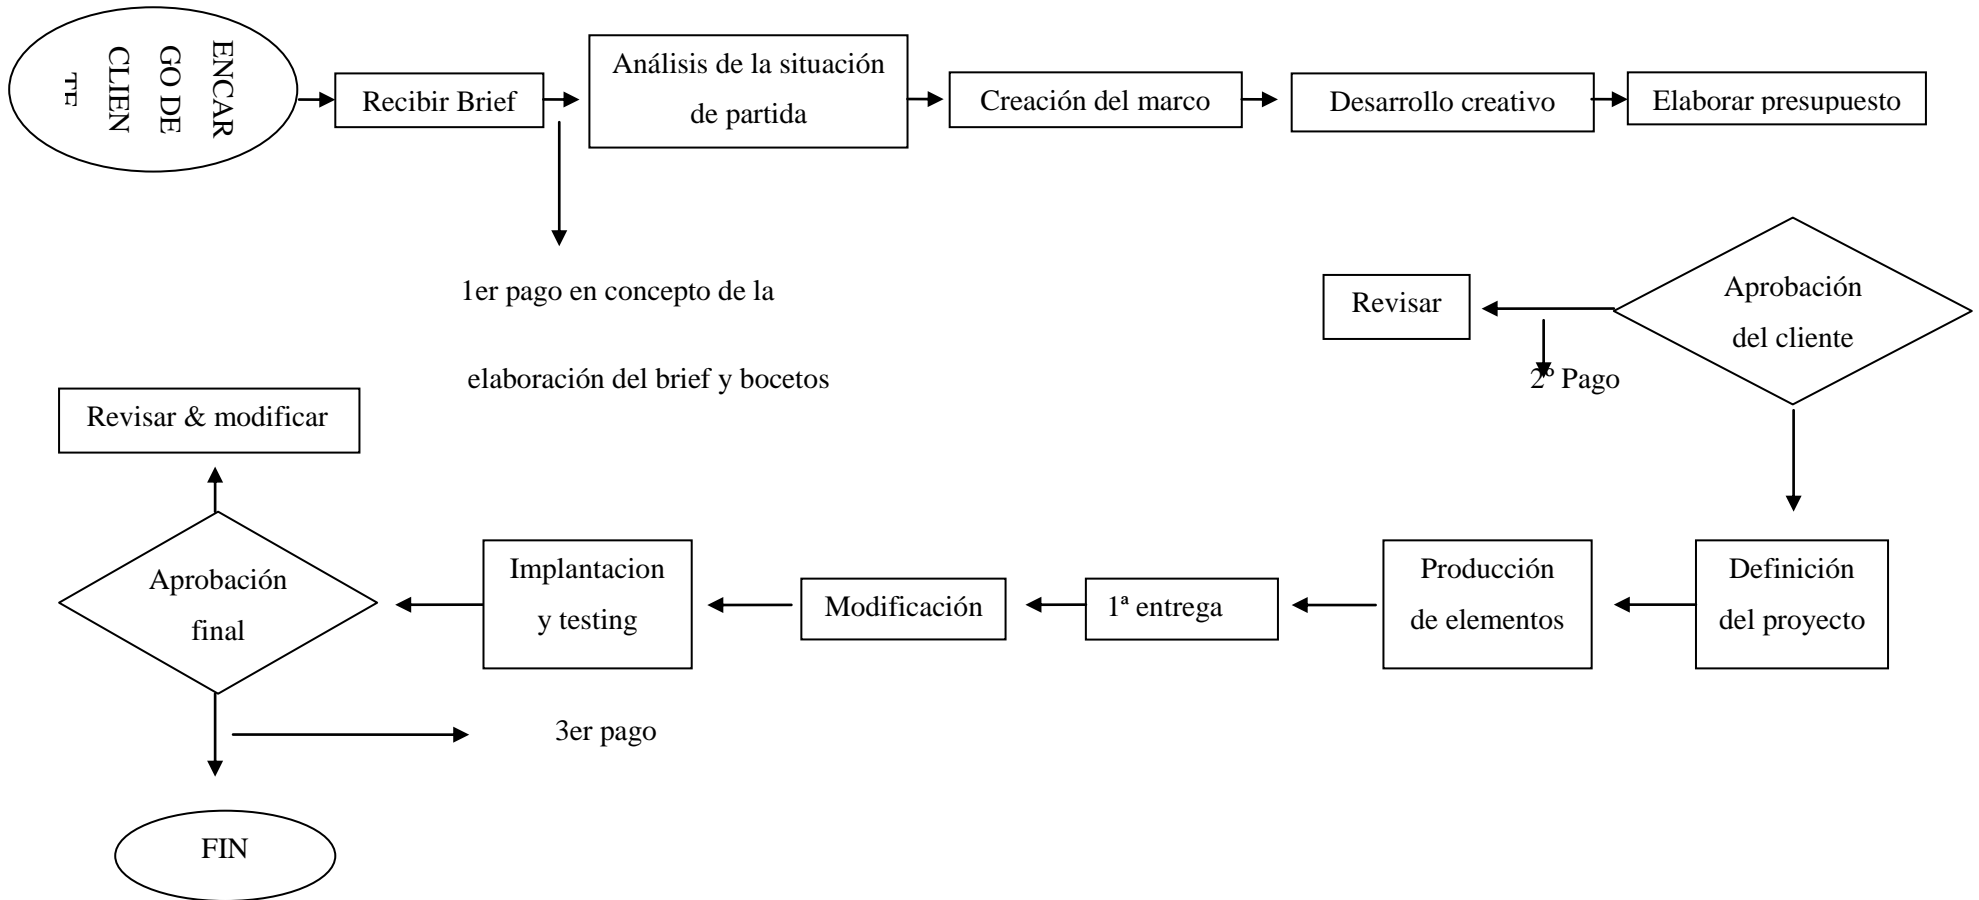 ENCAR
GO DE
CLIEN
TE
Recibir Brief
Análisis de la situación
de partida
Creación del marco
Desarrollo creativo
Elaborar presupuesto
1er pago en concepto de la
elaboración del brief y bocetos
Revisar
Aprobación
del cliente
2º Pago
Revisar & modificar
Aprobación
final
Implantacion
y testing
Modificación
1ª entrega
Producción
de elementos
Definición
del proyecto
3er pago
FIN